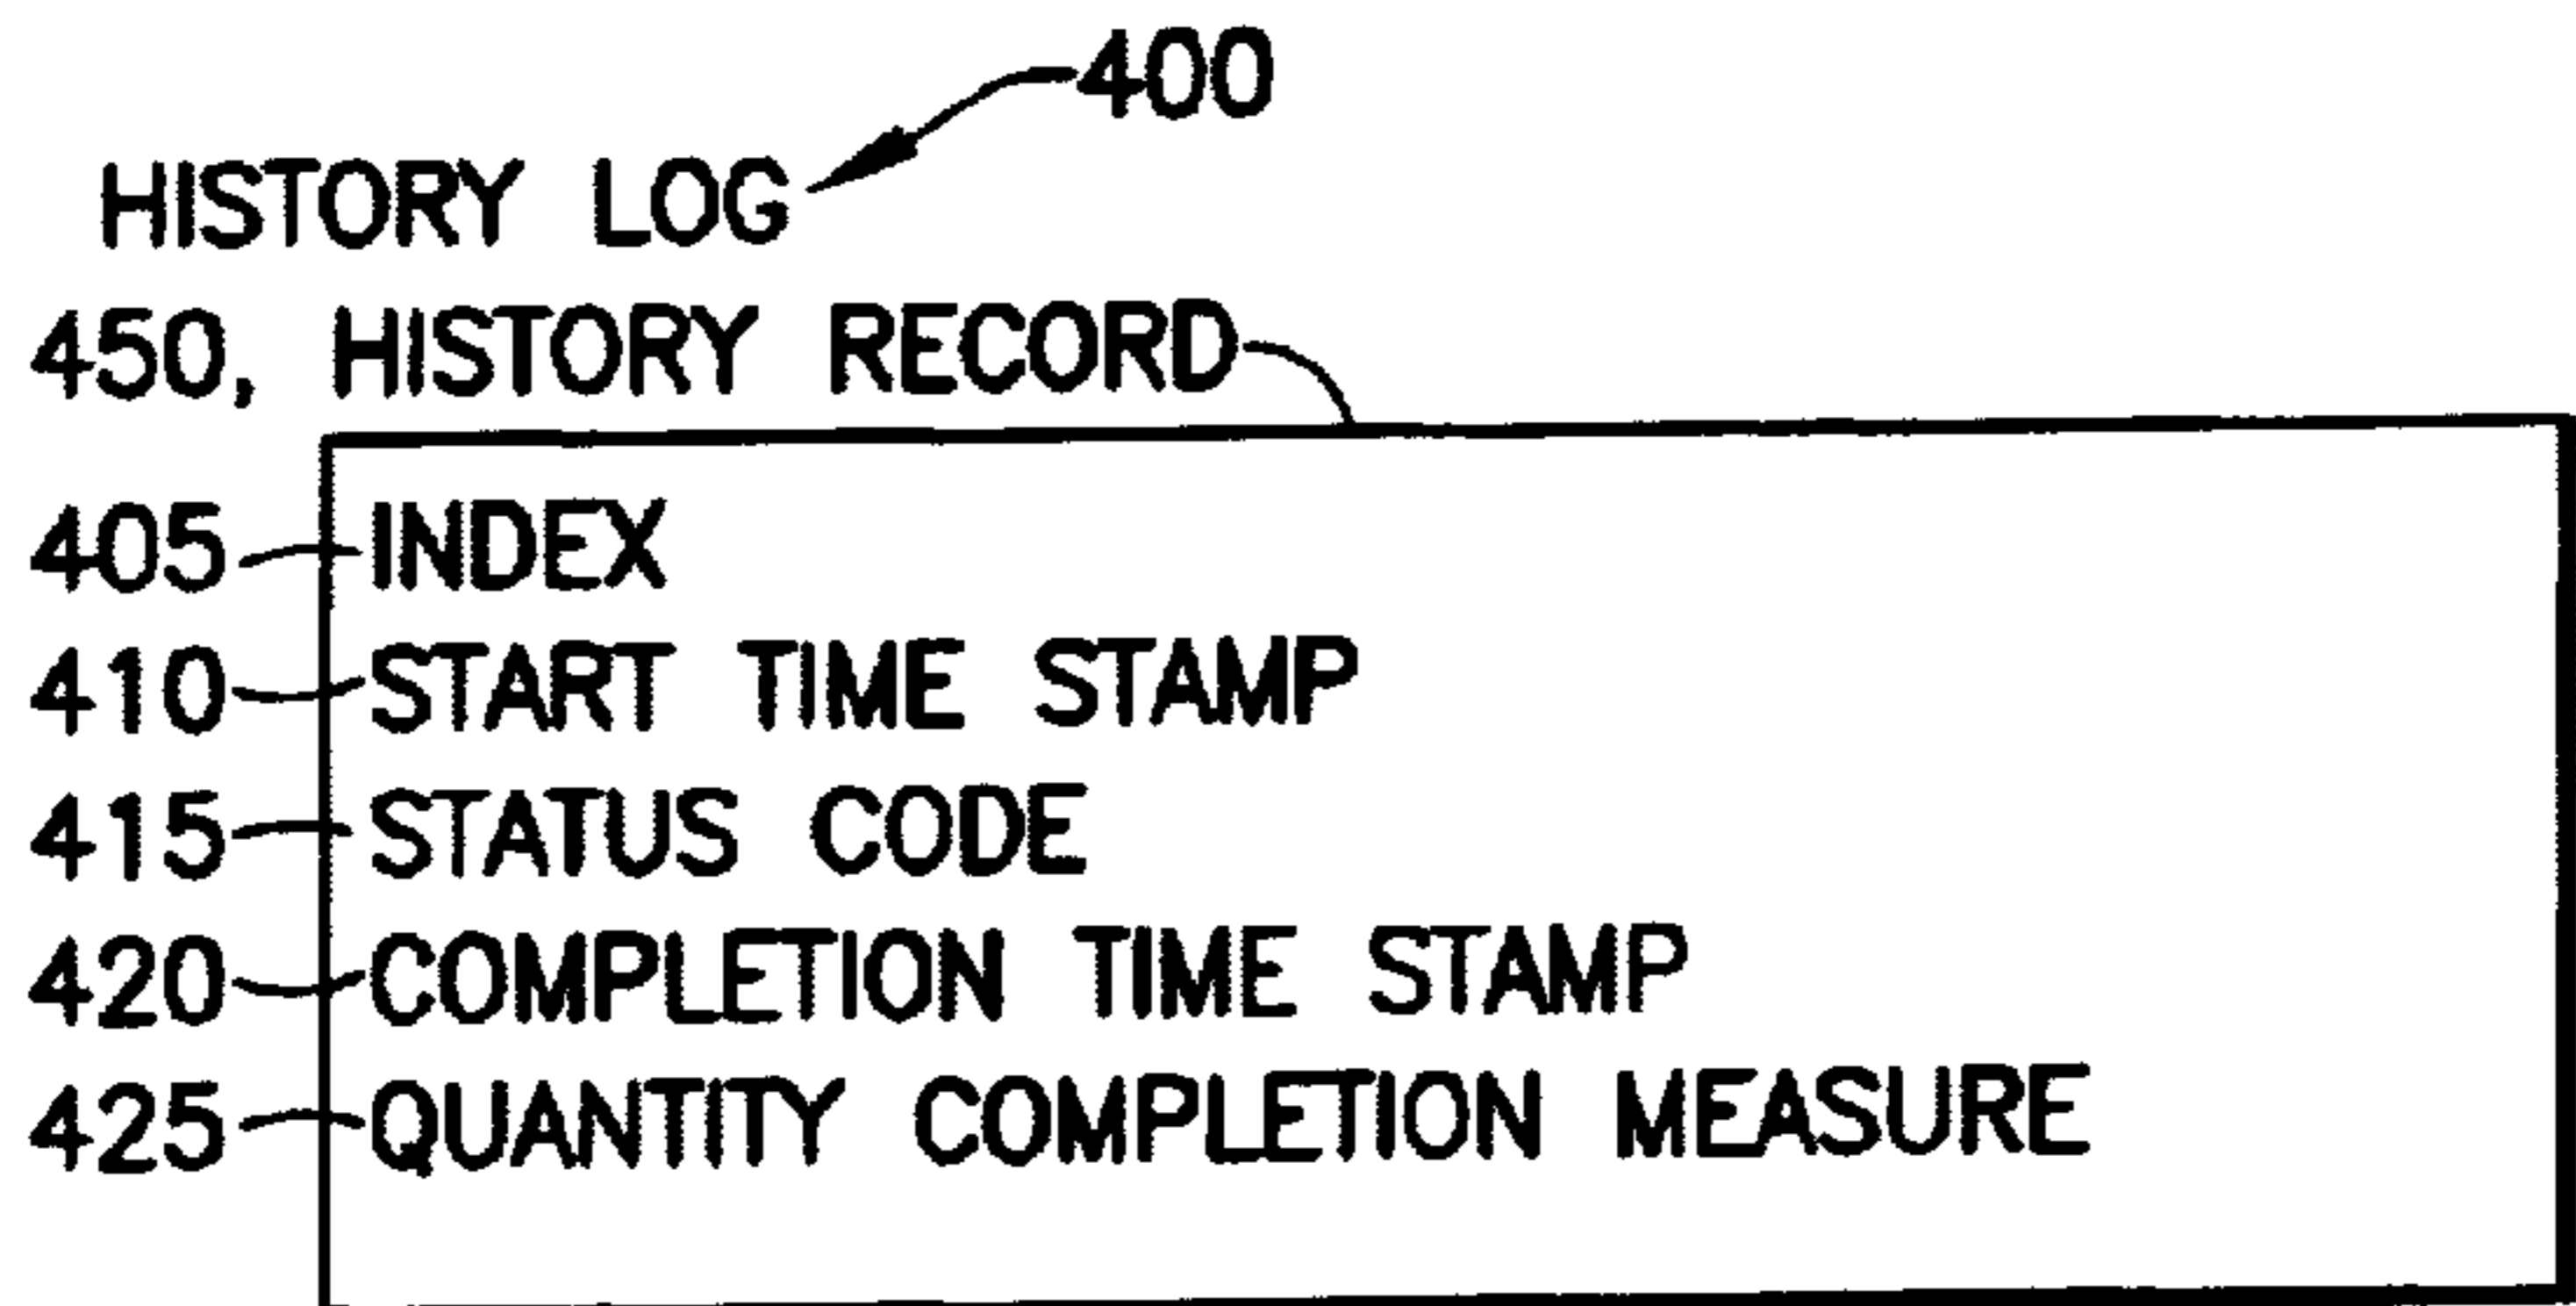 400
HISTORY LOG
450, HISTORY RECORD
405 INDEX
410 START TIME STAMP
415 STATUS CODE
420 COMPLETION TIME STAMP
425 QUANTITY COMPLETION MEASURE